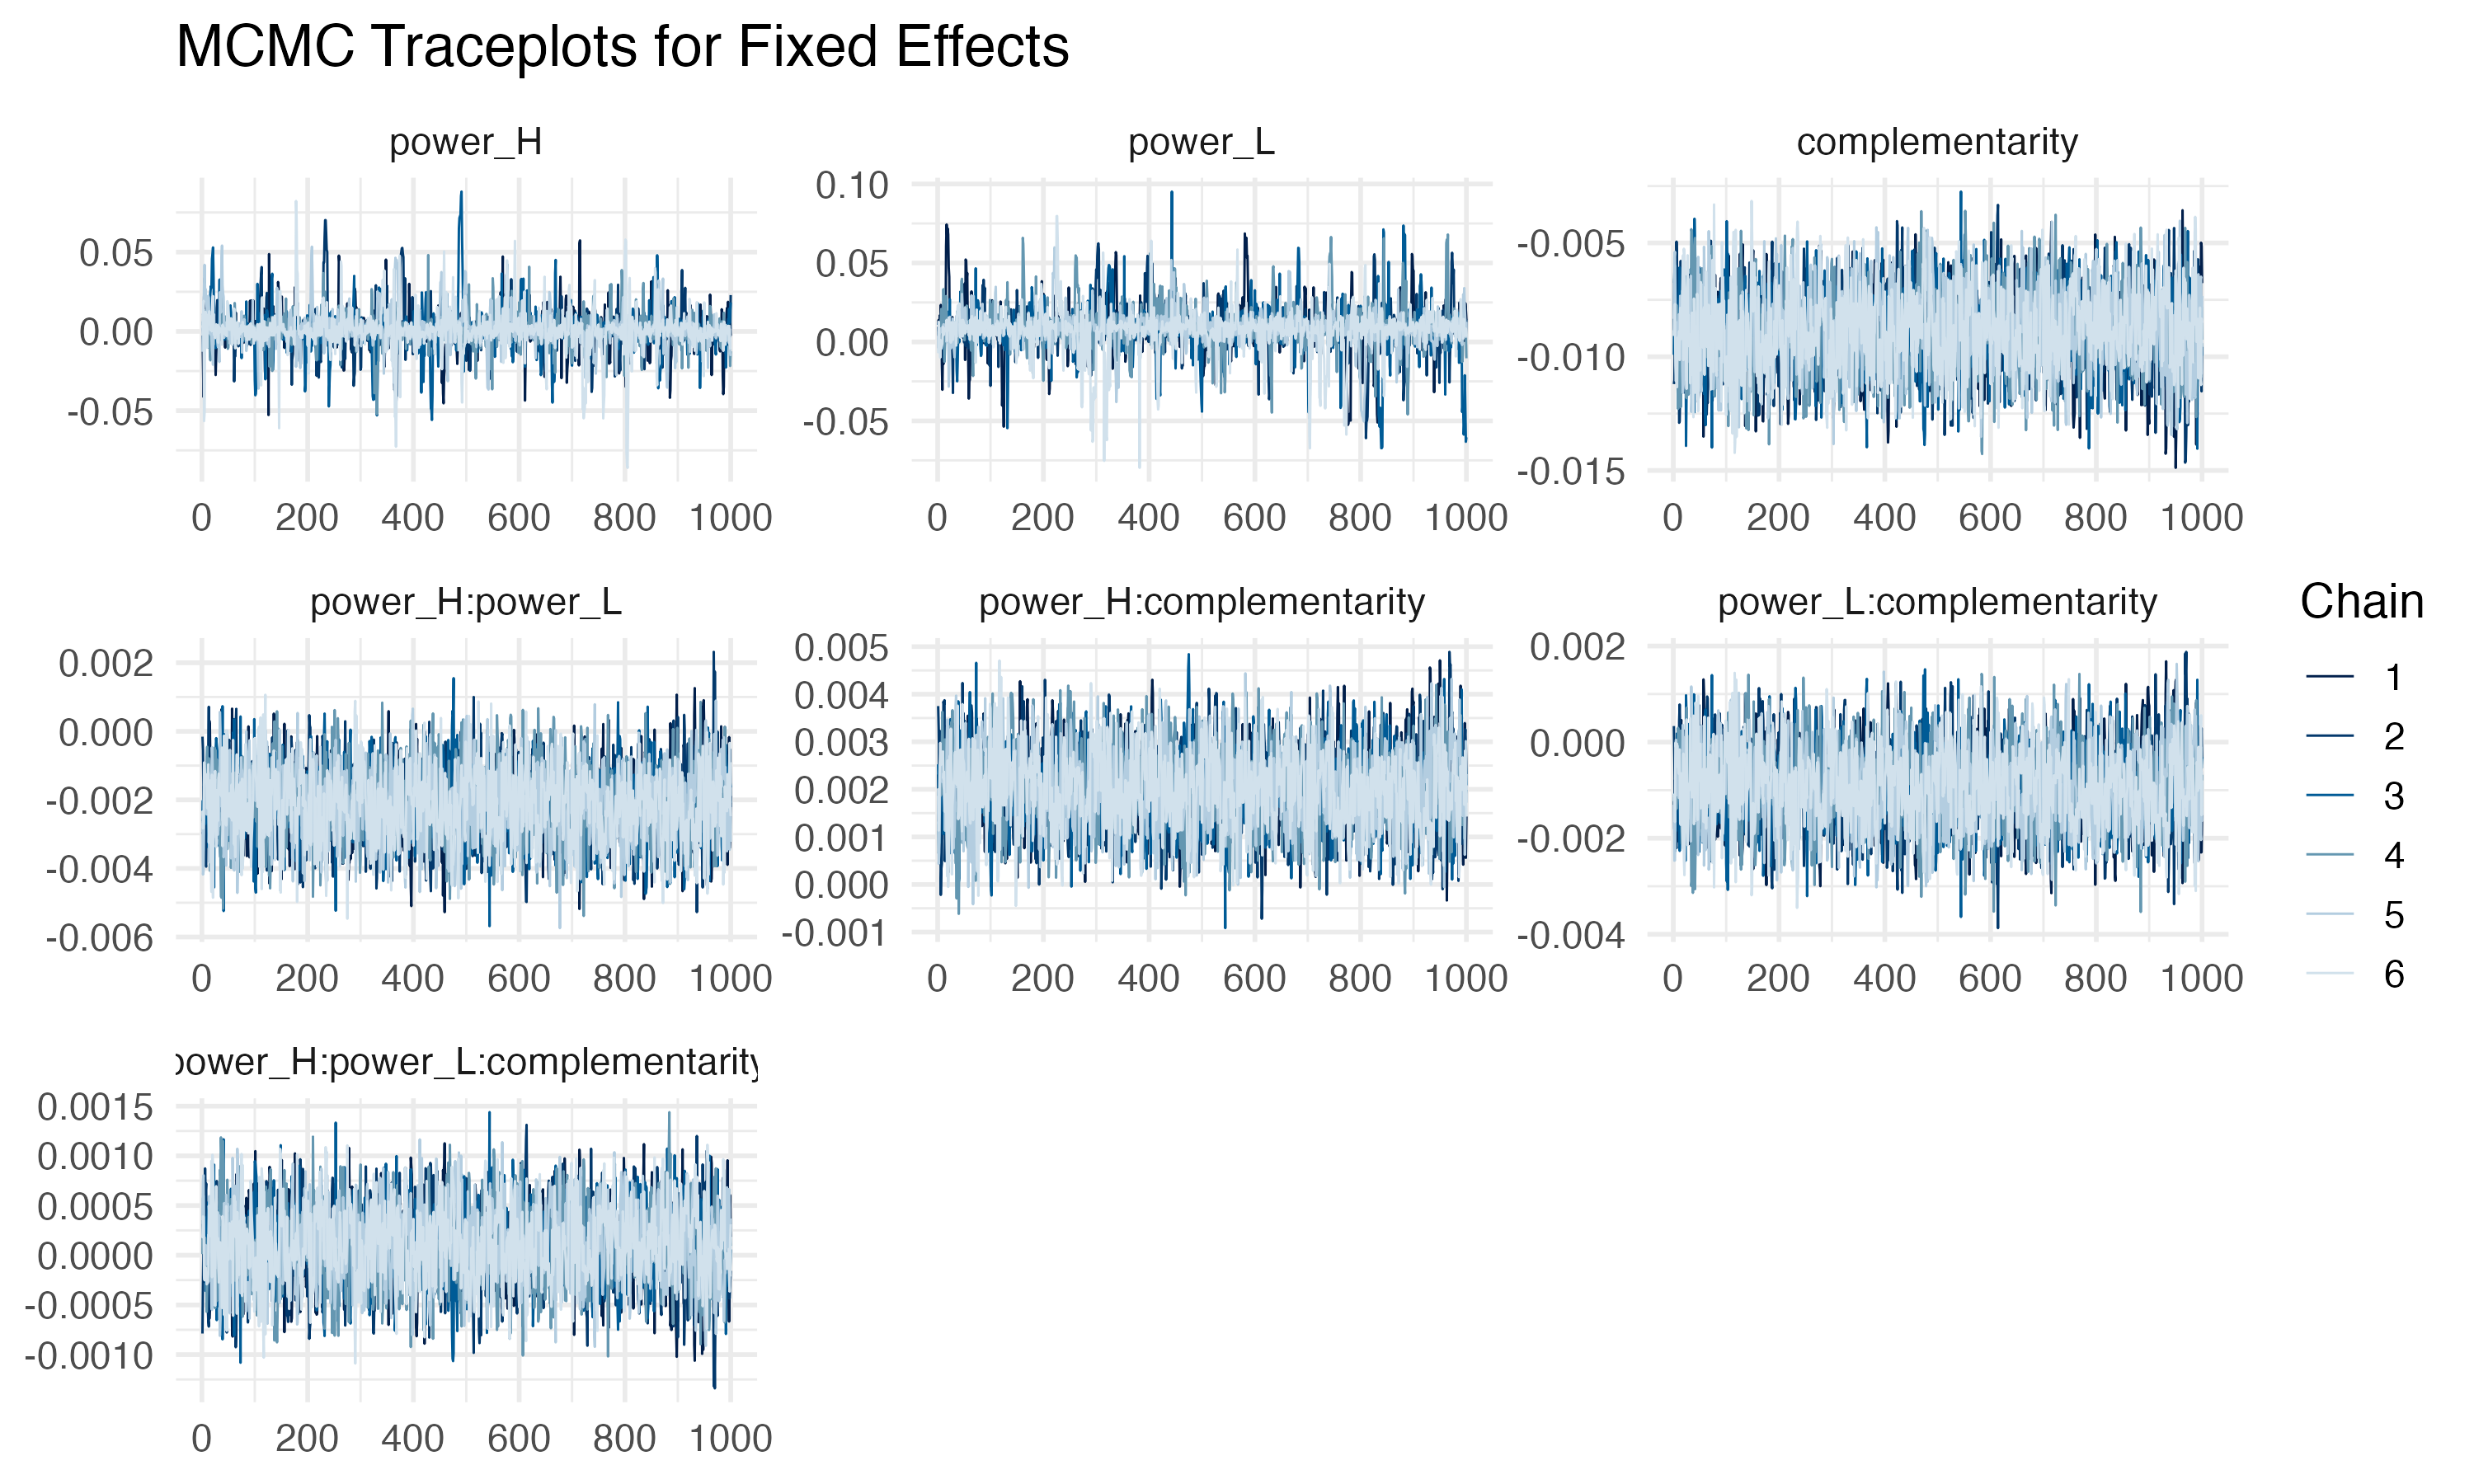 MCMC Traceplots for Fixed Effects
power_H
power_L
complementarity
0.05
0.00
-0.05
0 200 400 600 800 1000
0.10
0.05
0.00
-0.05
0 200 400 600 800 1000
-0.005
-0.010
-0.015
0 200 400 600 800 1000
power_H:power_L
power_H:complementarity
power_L:complementarity
0.002
0.000
-0.002
-0.004
-0.006
0 200 400 600 800 1000
0.005
0.004
0.003
0.002
0.001
0.000
-0.001
0 200 400 600 800 1000
0.002
0.000
-0.002
-0.004
0 200 400 600 800 1000
Chain
1
2
3
4
5
6
power_H:power_L:complementarity
0.0015
0.0010
0.0005
0.0000
-0.0005
-0.0010
0 200 400 600 800 1000